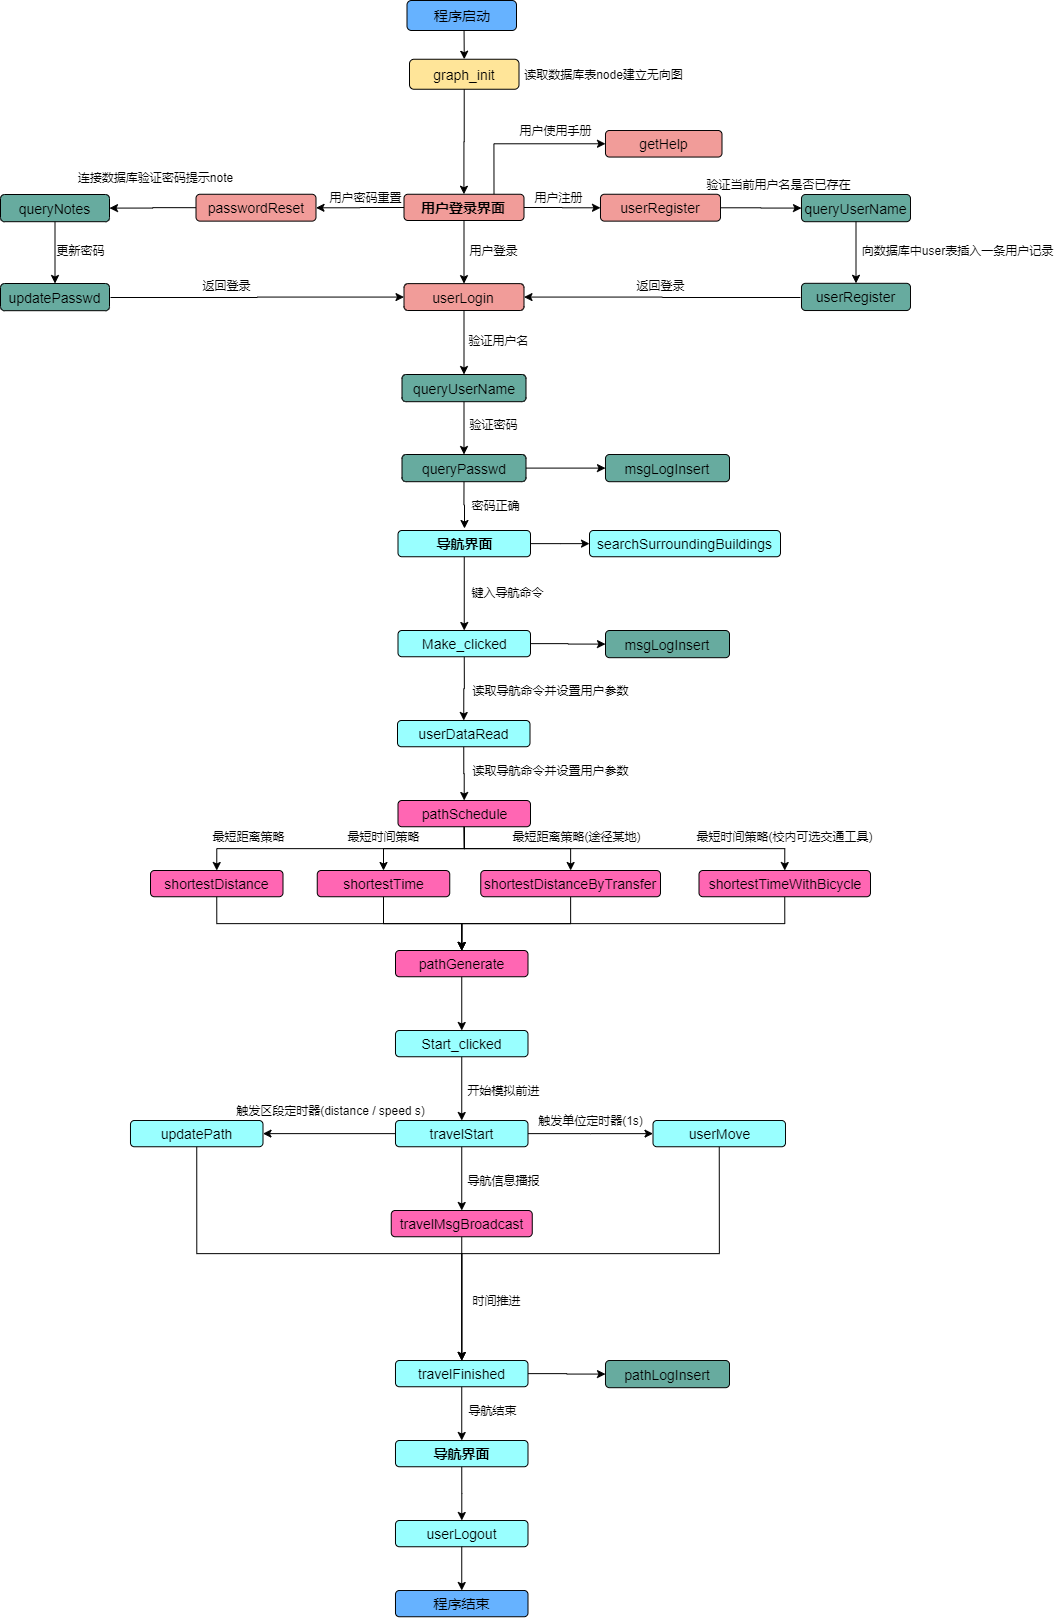 程序启动
graph_init
读取数据库表node建立无向图
用户使用手册
getHelp
连接数据库验证密码提示note
验证当前用户名是否已存在
queryNotes
passwordReset
用户密码重置
用户登录界面
用户注册
userRegister
queryUserName
更新密码
用户登录
向数据库中user表插入一条用户记录
updatePasswd
返回登录
userLogin
返回登录
userRegister
验证用户名
queryUserName
验证密码
queryPasswd
msgLogInsert
密码正确
导航界面
searchSurroundingBuildings
键入导航命令
Make_clicked
msgLogInsert
读取导航命令并设置用户参数
userDataRead
读取导航命令并设置用户参数
pathSchedule
最短距离策略
最短时间策略
最短距离策略(途径某地)
最短时间策略(校内可选交通工具)
shortestDistance
shortestTime
shortestDistanceByTransfer
shortestTimeWithBicycle
pathGenerate
Start_clicked
开始模拟前进
触发区段定时器(distance / speed s)
触发单位定时器(1s)
updatePath
travelStart
userMove
导航信息播报
travelMsgBroadcast
时间推进
travelFinished
pathLogInsert
导航结束
导航界面
userLogout
程序结束